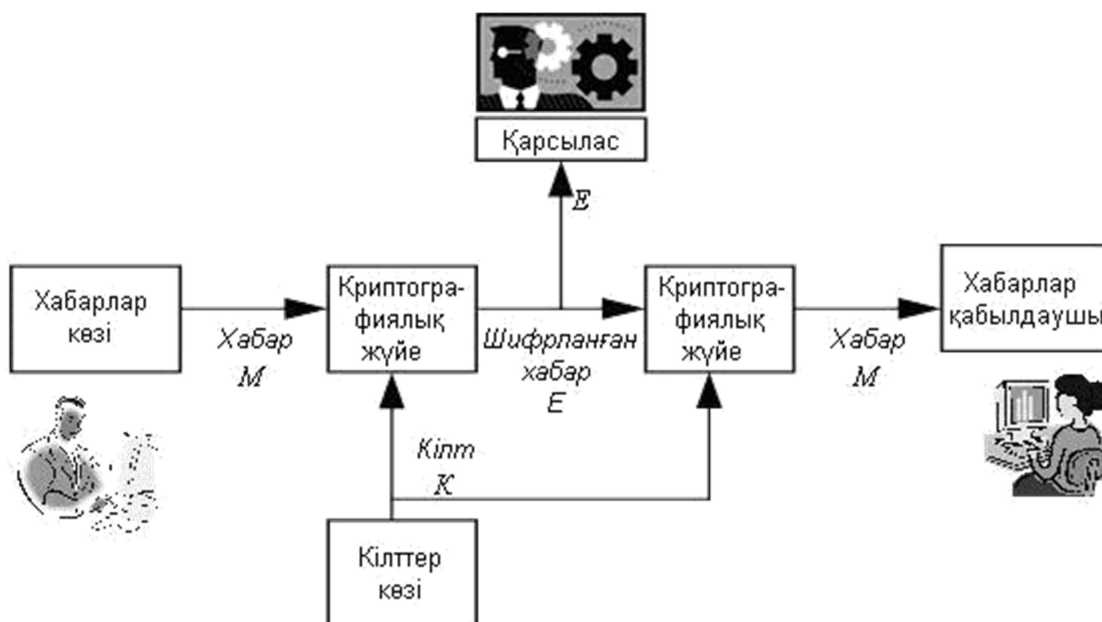 Қарсылас
E
Хабарлар
көзі
Хабар
M
Криптогра-
фиялық
жүйе
Шифрланған
хабар
E
Криптогра-
фиялық
жүйе
Хабар
M
Хабарлар
қабылдаушы
Кілт
K
Кілттер
көзі